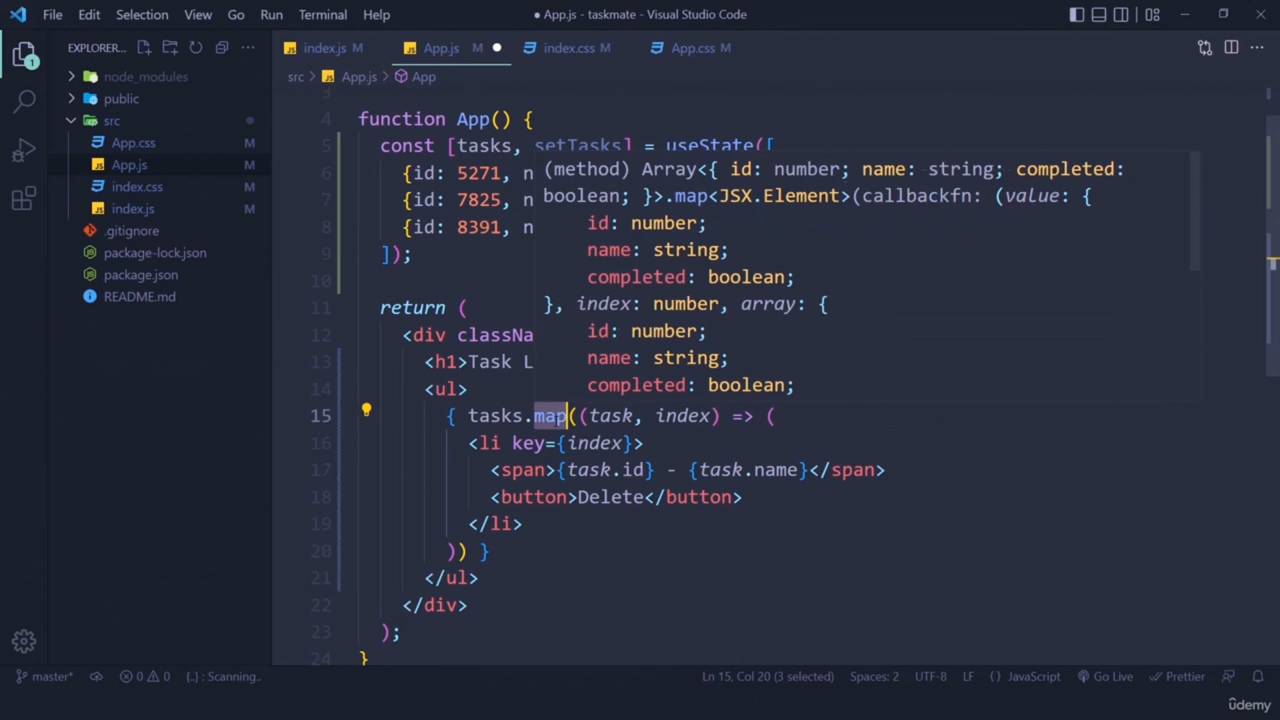 File Edit Selection View Go Run Terminal Help
● App.js - taskmate - Visual Studio Code
EXPLORER...
index.js M
App.js M ●
index.css M
App.css M
node_modules
public
src
App.css M
App.js M
index.css M
index.js M
.gitignore
package-lock.json
package.json
README.md
1
src > App.js > App
3
4 function App() {
5 const [tasks, setTasks] = useState([
6 {id: 5271, n
7 {id: 7825, n
8 {id: 8391, n
9 ]);
10
11 return (
12 <div classNa
13 <h1>Task L
14 <ul>
15 { tasks.map((task, index) => (
16 <li key={index}>
17 <span>{task.id} - {task.name}</span>
18 <button>Delete</button>
19 </li>
20 )) }
21 </ul>
22 </div>
23 );
24 }
(method) Array<{ id: number; name: string; completed:
boolean; }>.map<JSX.Element>(callbackfn: (value: {
id: number;
name: string;
completed: boolean;
}, index: number, array: {
id: number;
name: string;
completed: boolean;
master* 0 0 {..} : Scanning.. Ln 15, Col 20 (3 selected) Spaces: 2 UTF-8 LF {} JavaScript Go Live Prettier
ûdemy